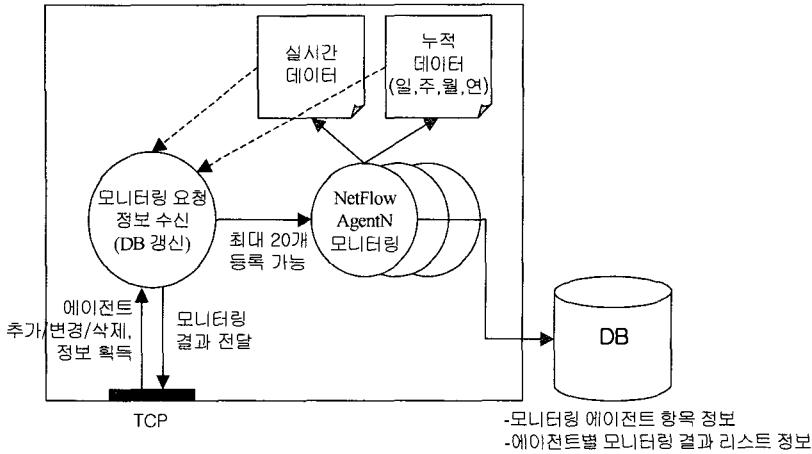 실시간
데이터
누적
데이터
(일,주,월,연)
모니터링 요청
정보 수신
(DB 갱신)
최대 20개
등록 가능
NetFlow
AgentN
모니터링
에이전트
추가/변경/삭제,
정보 획득
모니터링
결과 전달
TCP
DB
-모니터링 에이전트 항목 정보
-에이전트별 모니터링 결과 리스트 정보